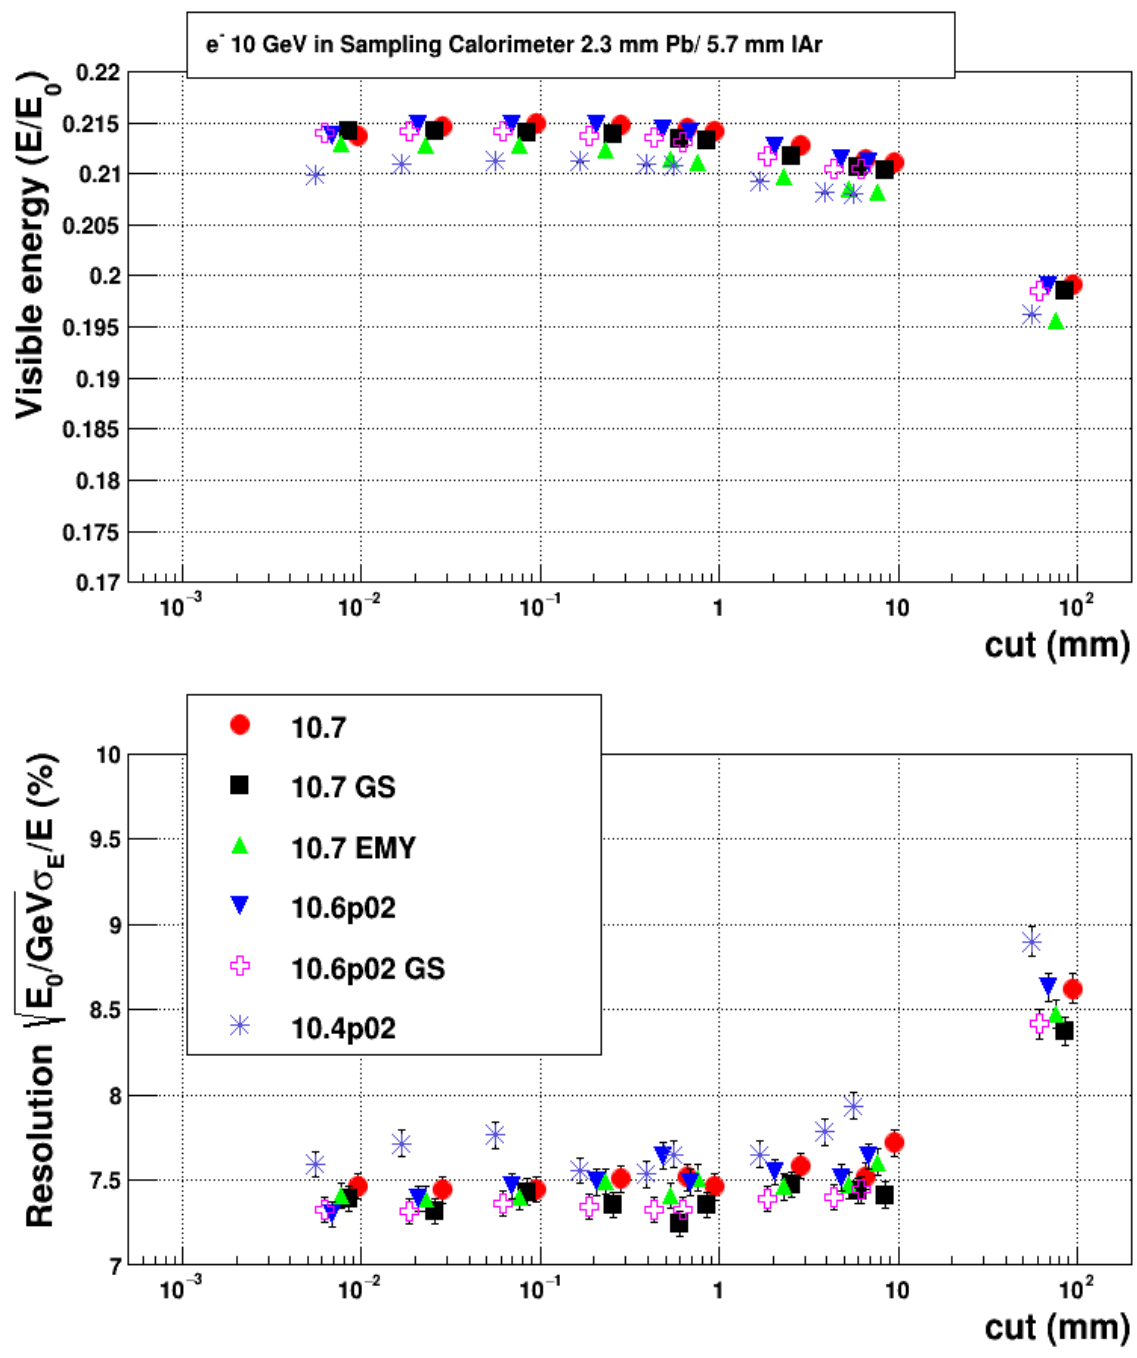 e⁻ 10 GeV in Sampling Calorimeter 2.3 mm Pb/ 5.7 mm lAr
Visible energy (E/E₀)
0.22
0.215
0.21
0.205
0.2
0.195
0.19
0.185
0.18
0.175
0.17
10⁻³ 10⁻² 10⁻¹ 1 10 10²
cut (mm)
10.7
10.7 GS
10.7 EMY
10.6p02
10.6p02 GS
10.4p02
Resolution √E₀/GeVσ_E/E (%)
10
9.5
9
8.5
8
7.5
7
10⁻³ 10⁻² 10⁻¹ 1 10 10²
cut (mm)